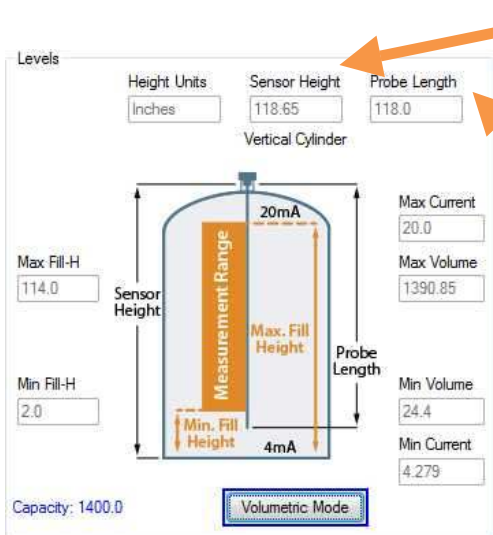 Levels
Height Units Sensor Height Probe Length
Inches 118.65 118.0
Vertical Cylinder
20mA
Max Current
20.0
Max Fill-H
114.0
Max Volume
1390.85
Measurement Range
Sensor
Height
Max. Fill
Height
Probe
Length
Min Fill-H
2.0
Min. Fill
Height
4mA
Min Volume
24.4
Min Current
4.279
Capacity: 1400.0
Volumetric Mode